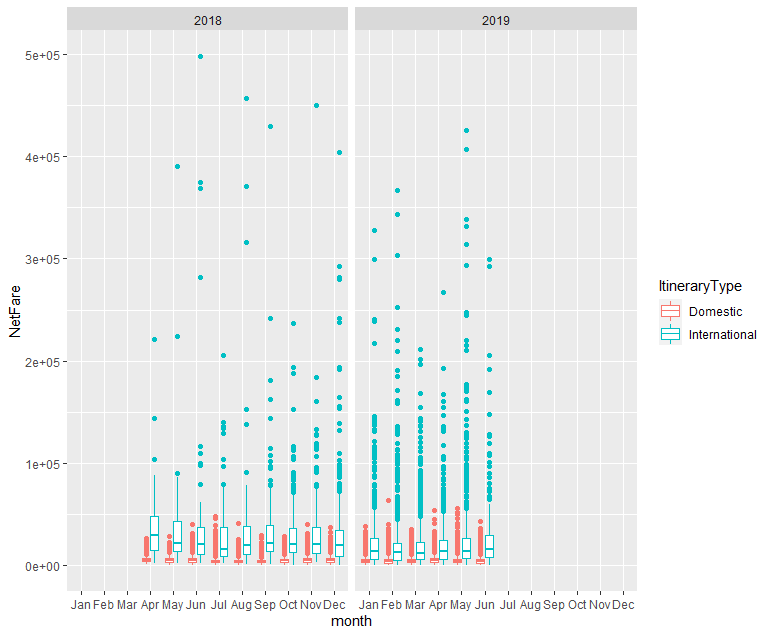 2018 2019
5e+05
4e+05
3e+05
2e+05
1e+05
0e+00
NetFare
Jan Feb Mar Apr May Jun Jul Aug Sep Oct Nov Dec Jan Feb Mar Apr May Jun Jul Aug Sep Oct Nov Dec
month
ItineraryType
Domestic
International